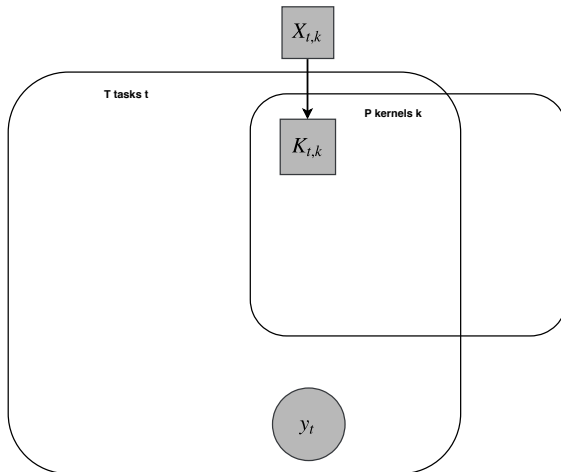 X_{t,k}
T tasks t
P kernels k
K_{t,k}
y_t